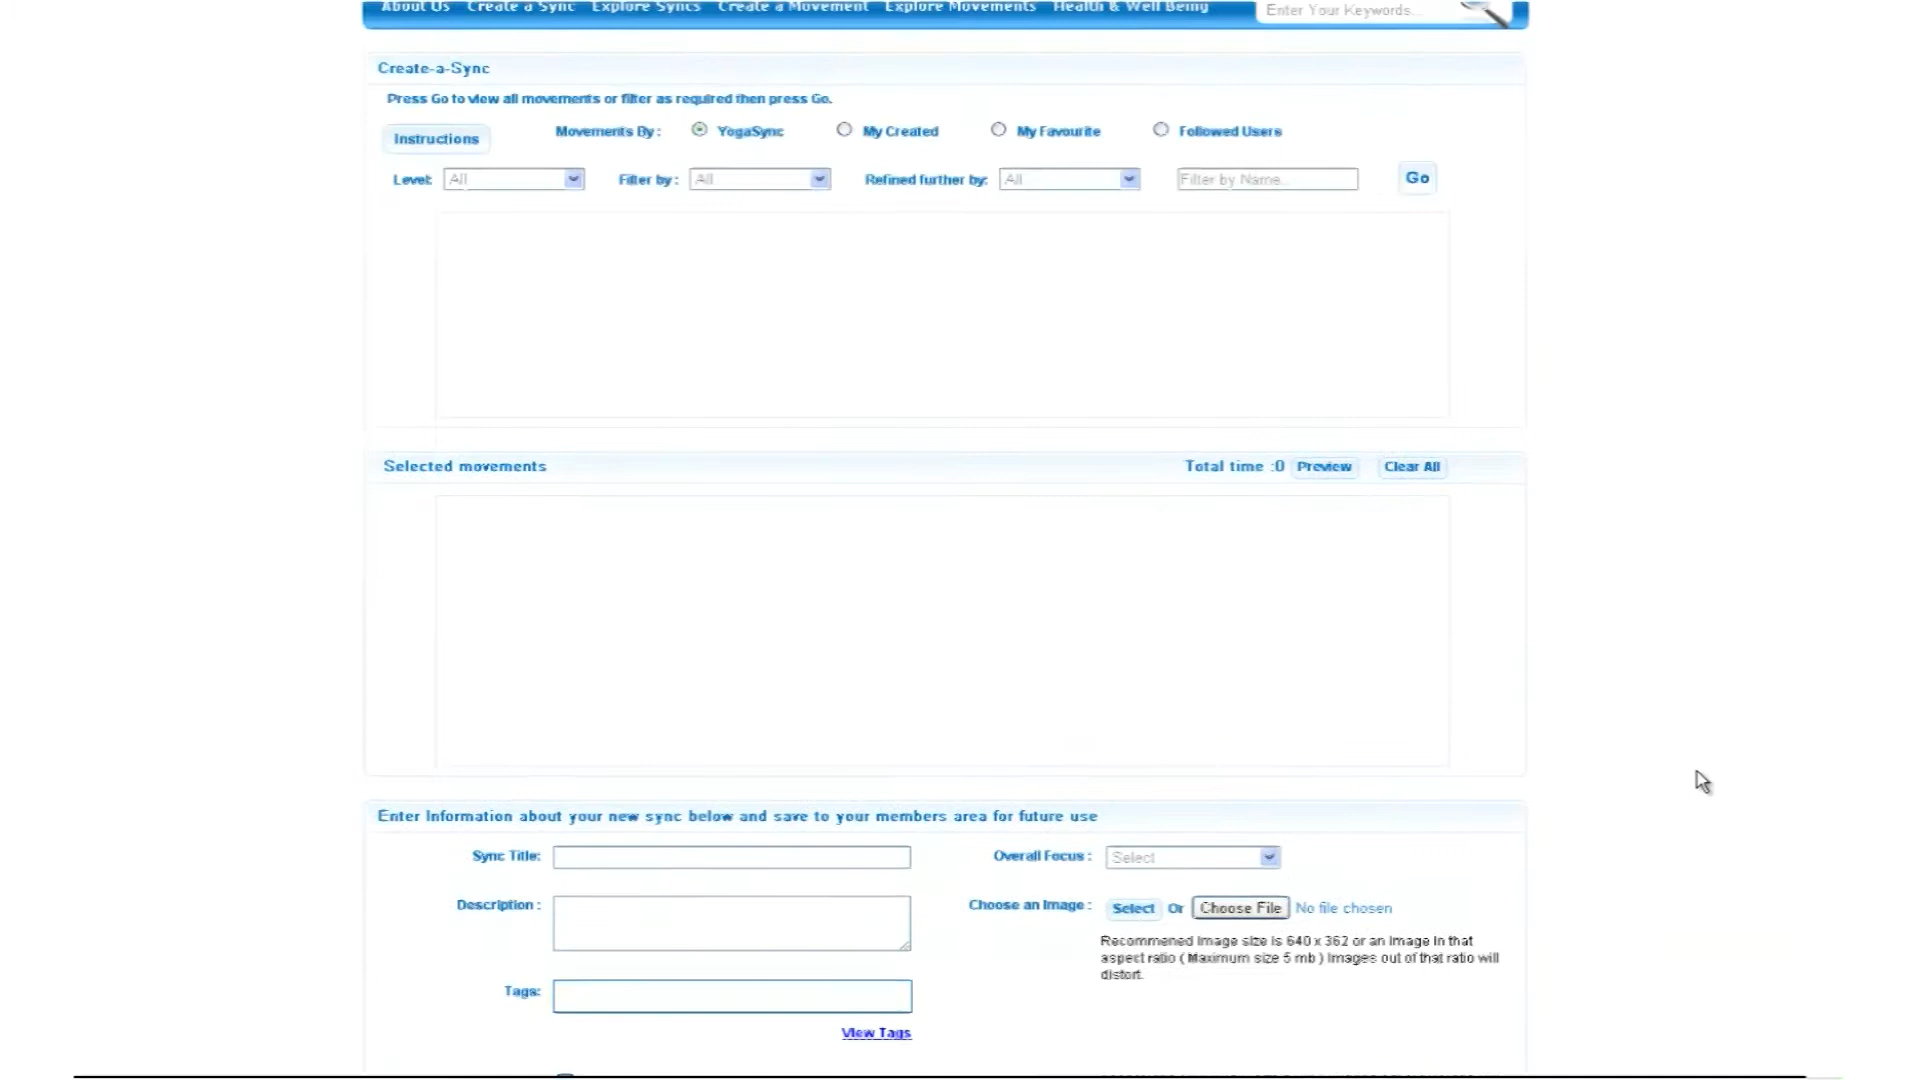 About Us Create a Sync Explore Syncs Create a Movement Explore Movements Health & Well Being Enter Your Keywords...
Create-a-Sync
Press Go to view all movements or filter as required then press Go.
Instructions Movements By : YogaSync My Created My Favourite Followed Users
Level: All Filter by : All Refined further by: All Filter by Name... Go
Selected movements Total time :0 Preview Clear All
Enter Information about your new sync below and save to your members area for future use
Sync Title: Overall Focus : Select
Description : Choose an Image : Select Or Choose File No file chosen
Recommened image size is 640 x 362 or an image in that
aspect ratio ( Maximum size 5 mb ) Images out of that ratio will
distort.
Tags:
View Tags